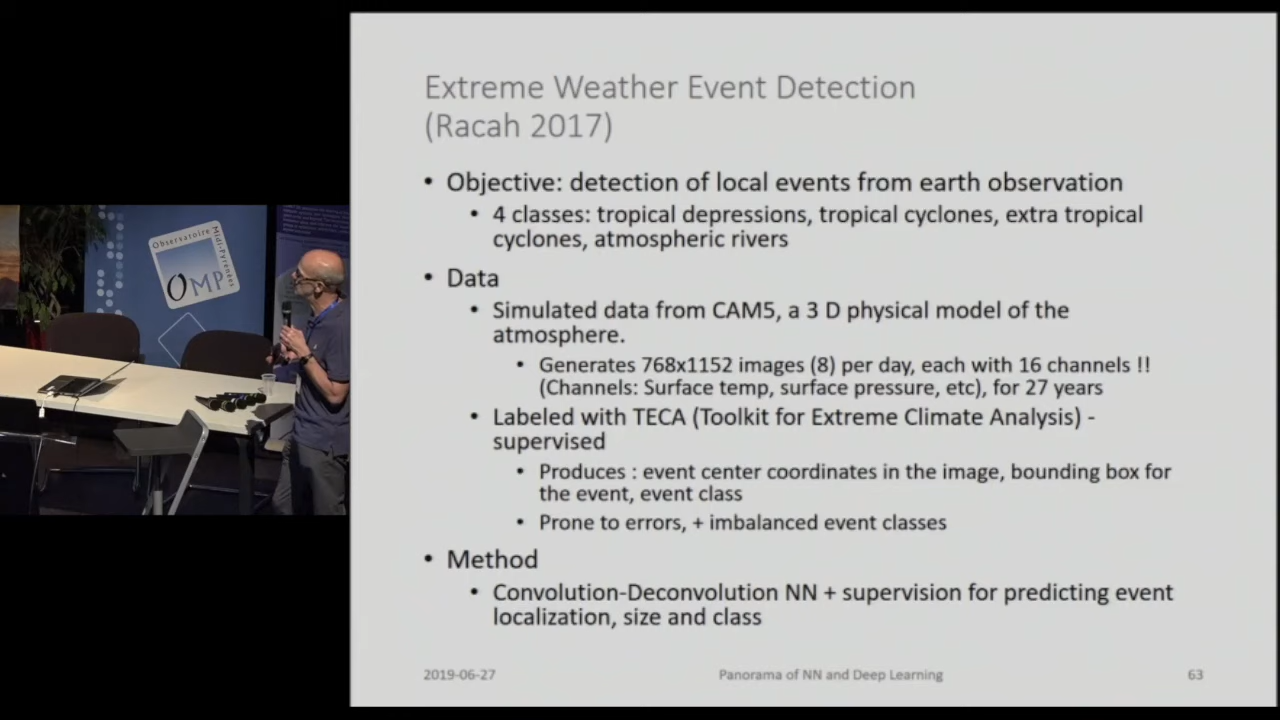 Observatoire
Midi-Pyrénées
OMP
Extreme Weather Event Detection
(Racah 2017)
• Objective: detection of local events from earth observation
• 4 classes: tropical depressions, tropical cyclones, extra tropical
cyclones, atmospheric rivers
• Data
• Simulated data from CAM5, a 3 D physical model of the
atmosphere.
• Generates 768x1152 images (8) per day, each with 16 channels !!
(Channels: Surface temp, surface pressure, etc), for 27 years
• Labeled with TECA (Toolkit for Extreme Climate Analysis) -
supervised
• Produces : event center coordinates in the image, bounding box for
the event, event class
• Prone to errors, + imbalanced event classes
• Method
• Convolution-Deconvolution NN + supervision for predicting event
localization, size and class
2019-06-27
Panorama of NN and Deep Learning
63